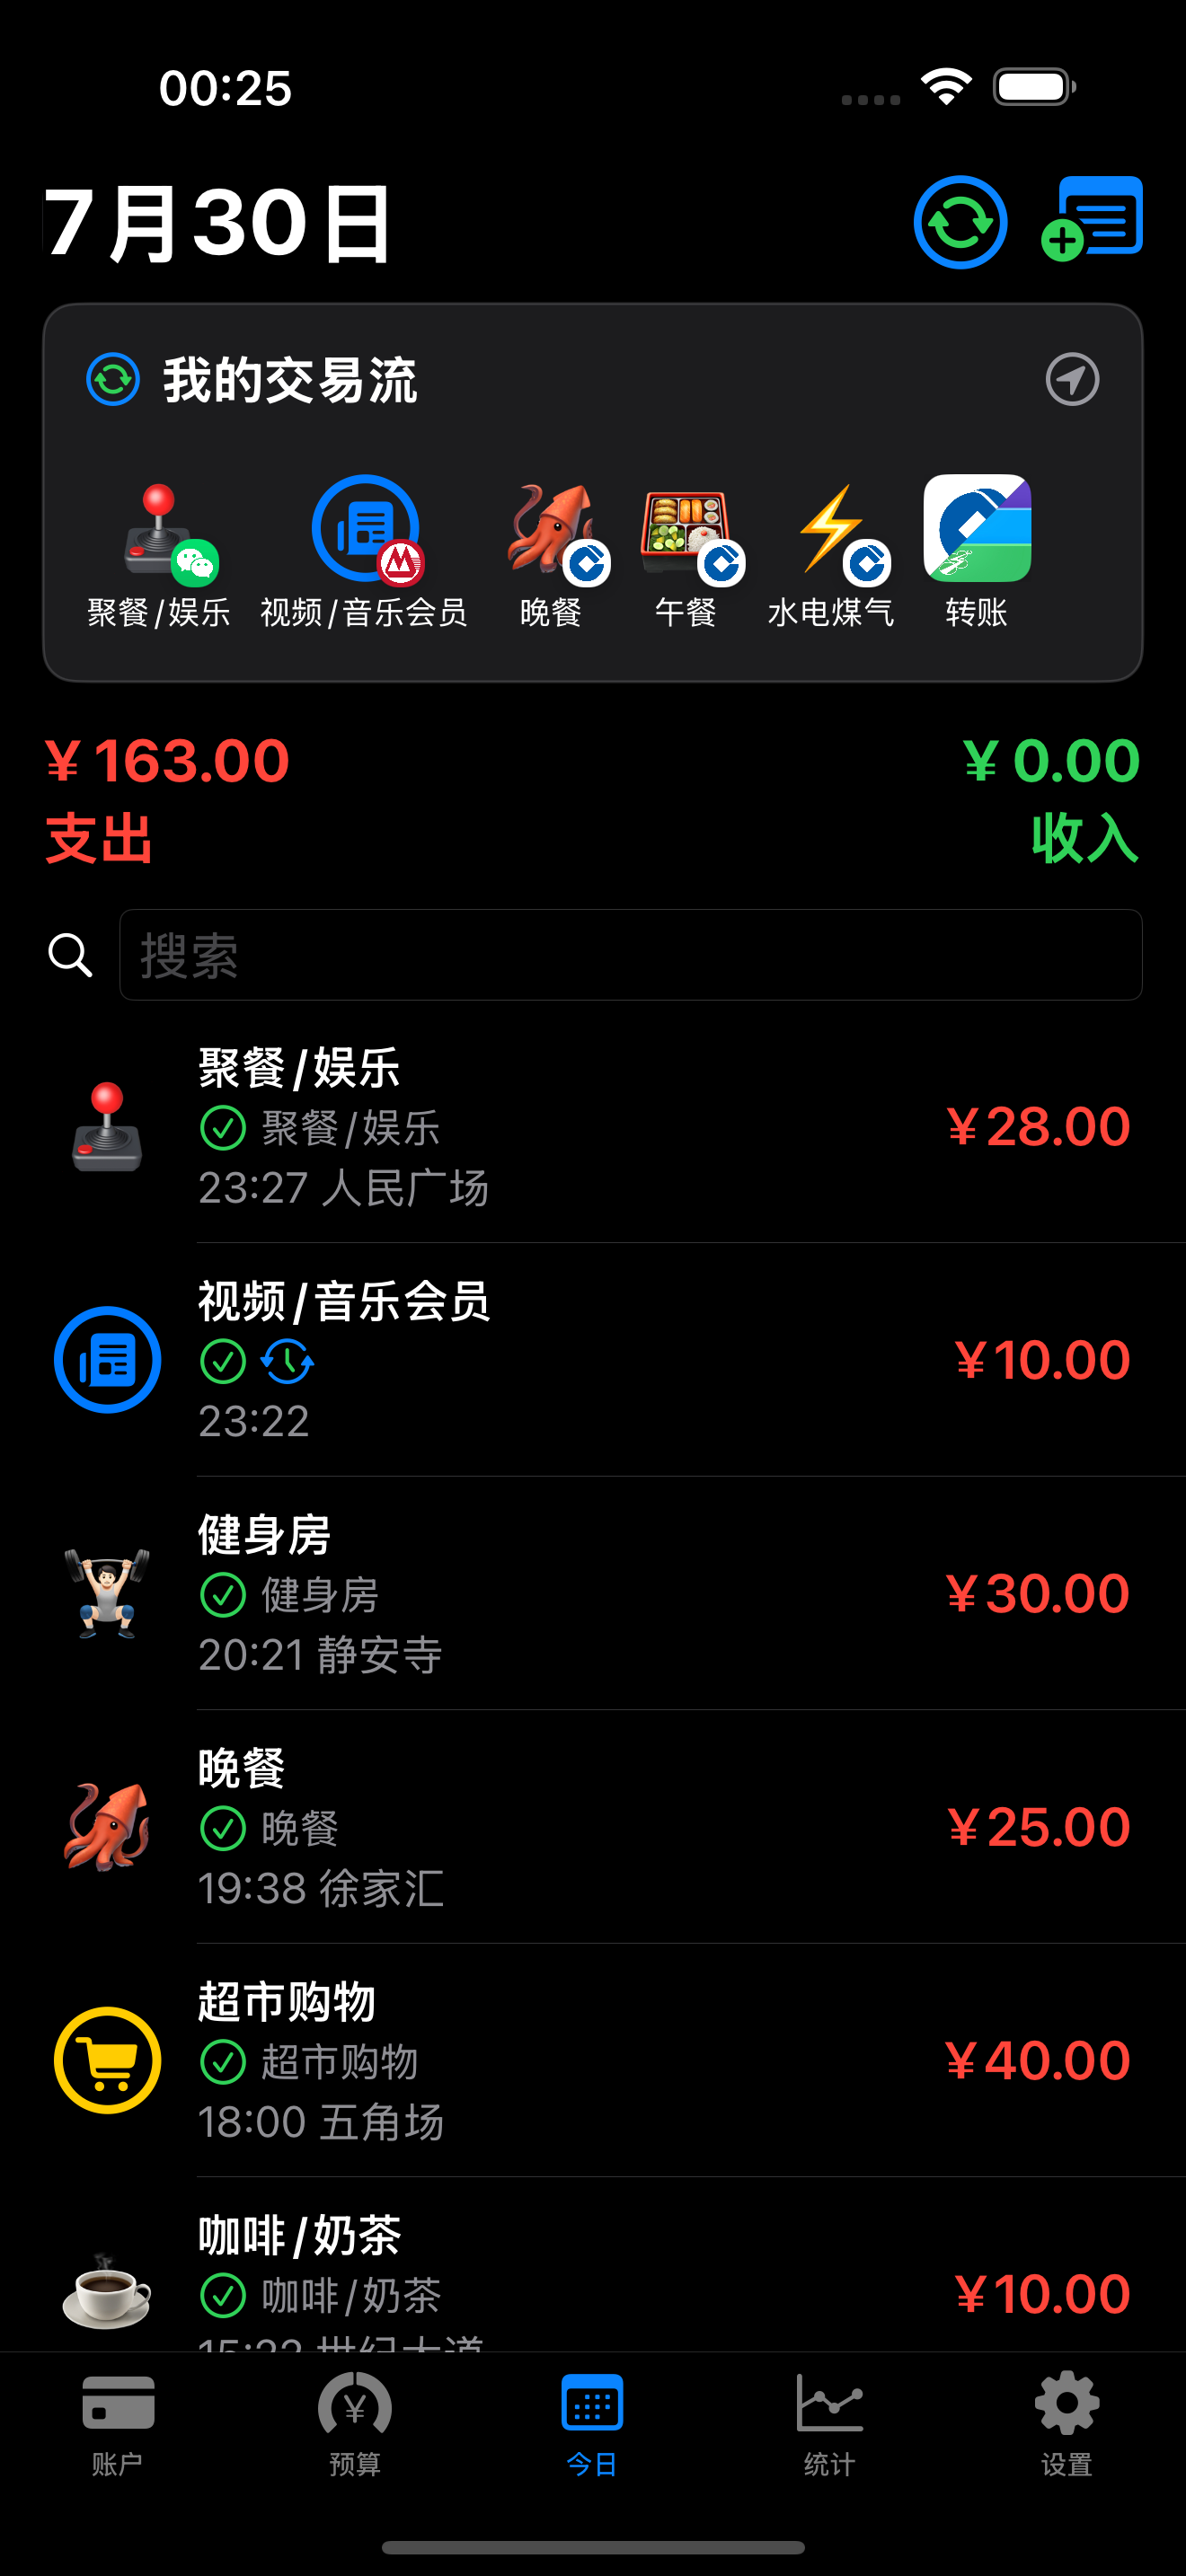 00:25
7月30日
我的交易流
聚餐/娱乐 视频/音乐会员 晚餐 午餐 水电煤气 转账
¥ 163.00 ¥ 0.00
支出 收入
搜索
聚餐/娱乐
聚餐/娱乐 ¥28.00
23:27 人民广场
视频/音乐会员
¥10.00
23:22
健身房
健身房 ¥30.00
20:21 静安寺
晚餐
晚餐 ¥25.00
19:38 徐家汇
超市购物
超市购物 ¥40.00
18:00 五角场
咖啡/奶茶
咖啡/奶茶 ¥10.00
账户 预算 今日 统计 设置